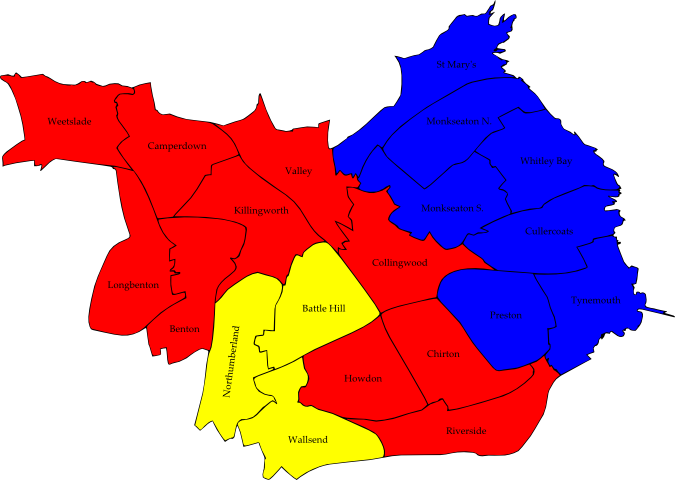 St Mary's
Monkseaton N.
Weetslade
Camperdown
Whitley Bay
Valley
Killingworth
Monkseaton S.
Cullercoats
Collingwood
Longbenton
Tynemouth
Battle Hill
Preston
Benton
Northumberland
Chirton
Howdon
Riverside
Wallsend